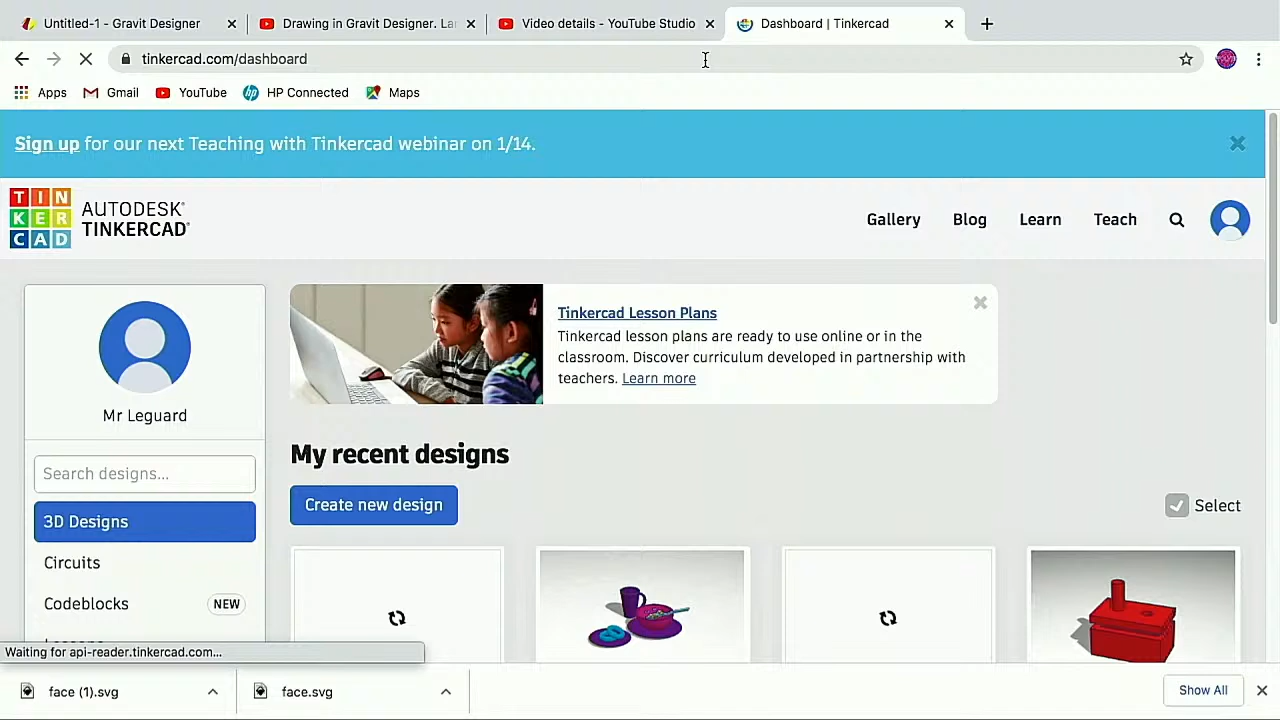 Untitled-1 - Gravit Designer
Drawing in Gravit Designer. La
Video details - YouTube Studio
Dashboard | Tinkercad
tinkercad.com/dashboard
Apps
Gmail
YouTube
HP Connected
Maps
Sign up for our next Teaching with Tinkercad webinar on 1/14.
TIN
KER
CAD
AUTODESK®
TINKERCAD®
Gallery
Blog
Learn
Teach
Tinkercad Lesson Plans
Tinkercad lesson plans are ready to use online or in the
classroom. Discover curriculum developed in partnership with
teachers. Learn more
Mr Leguard
Search designs...
3D Designs
Circuits
Codeblocks
NEW
My recent designs
Create new design
Select
Waiting for api-reader.tinkercad.com...
face (1).svg
face.svg
Show All